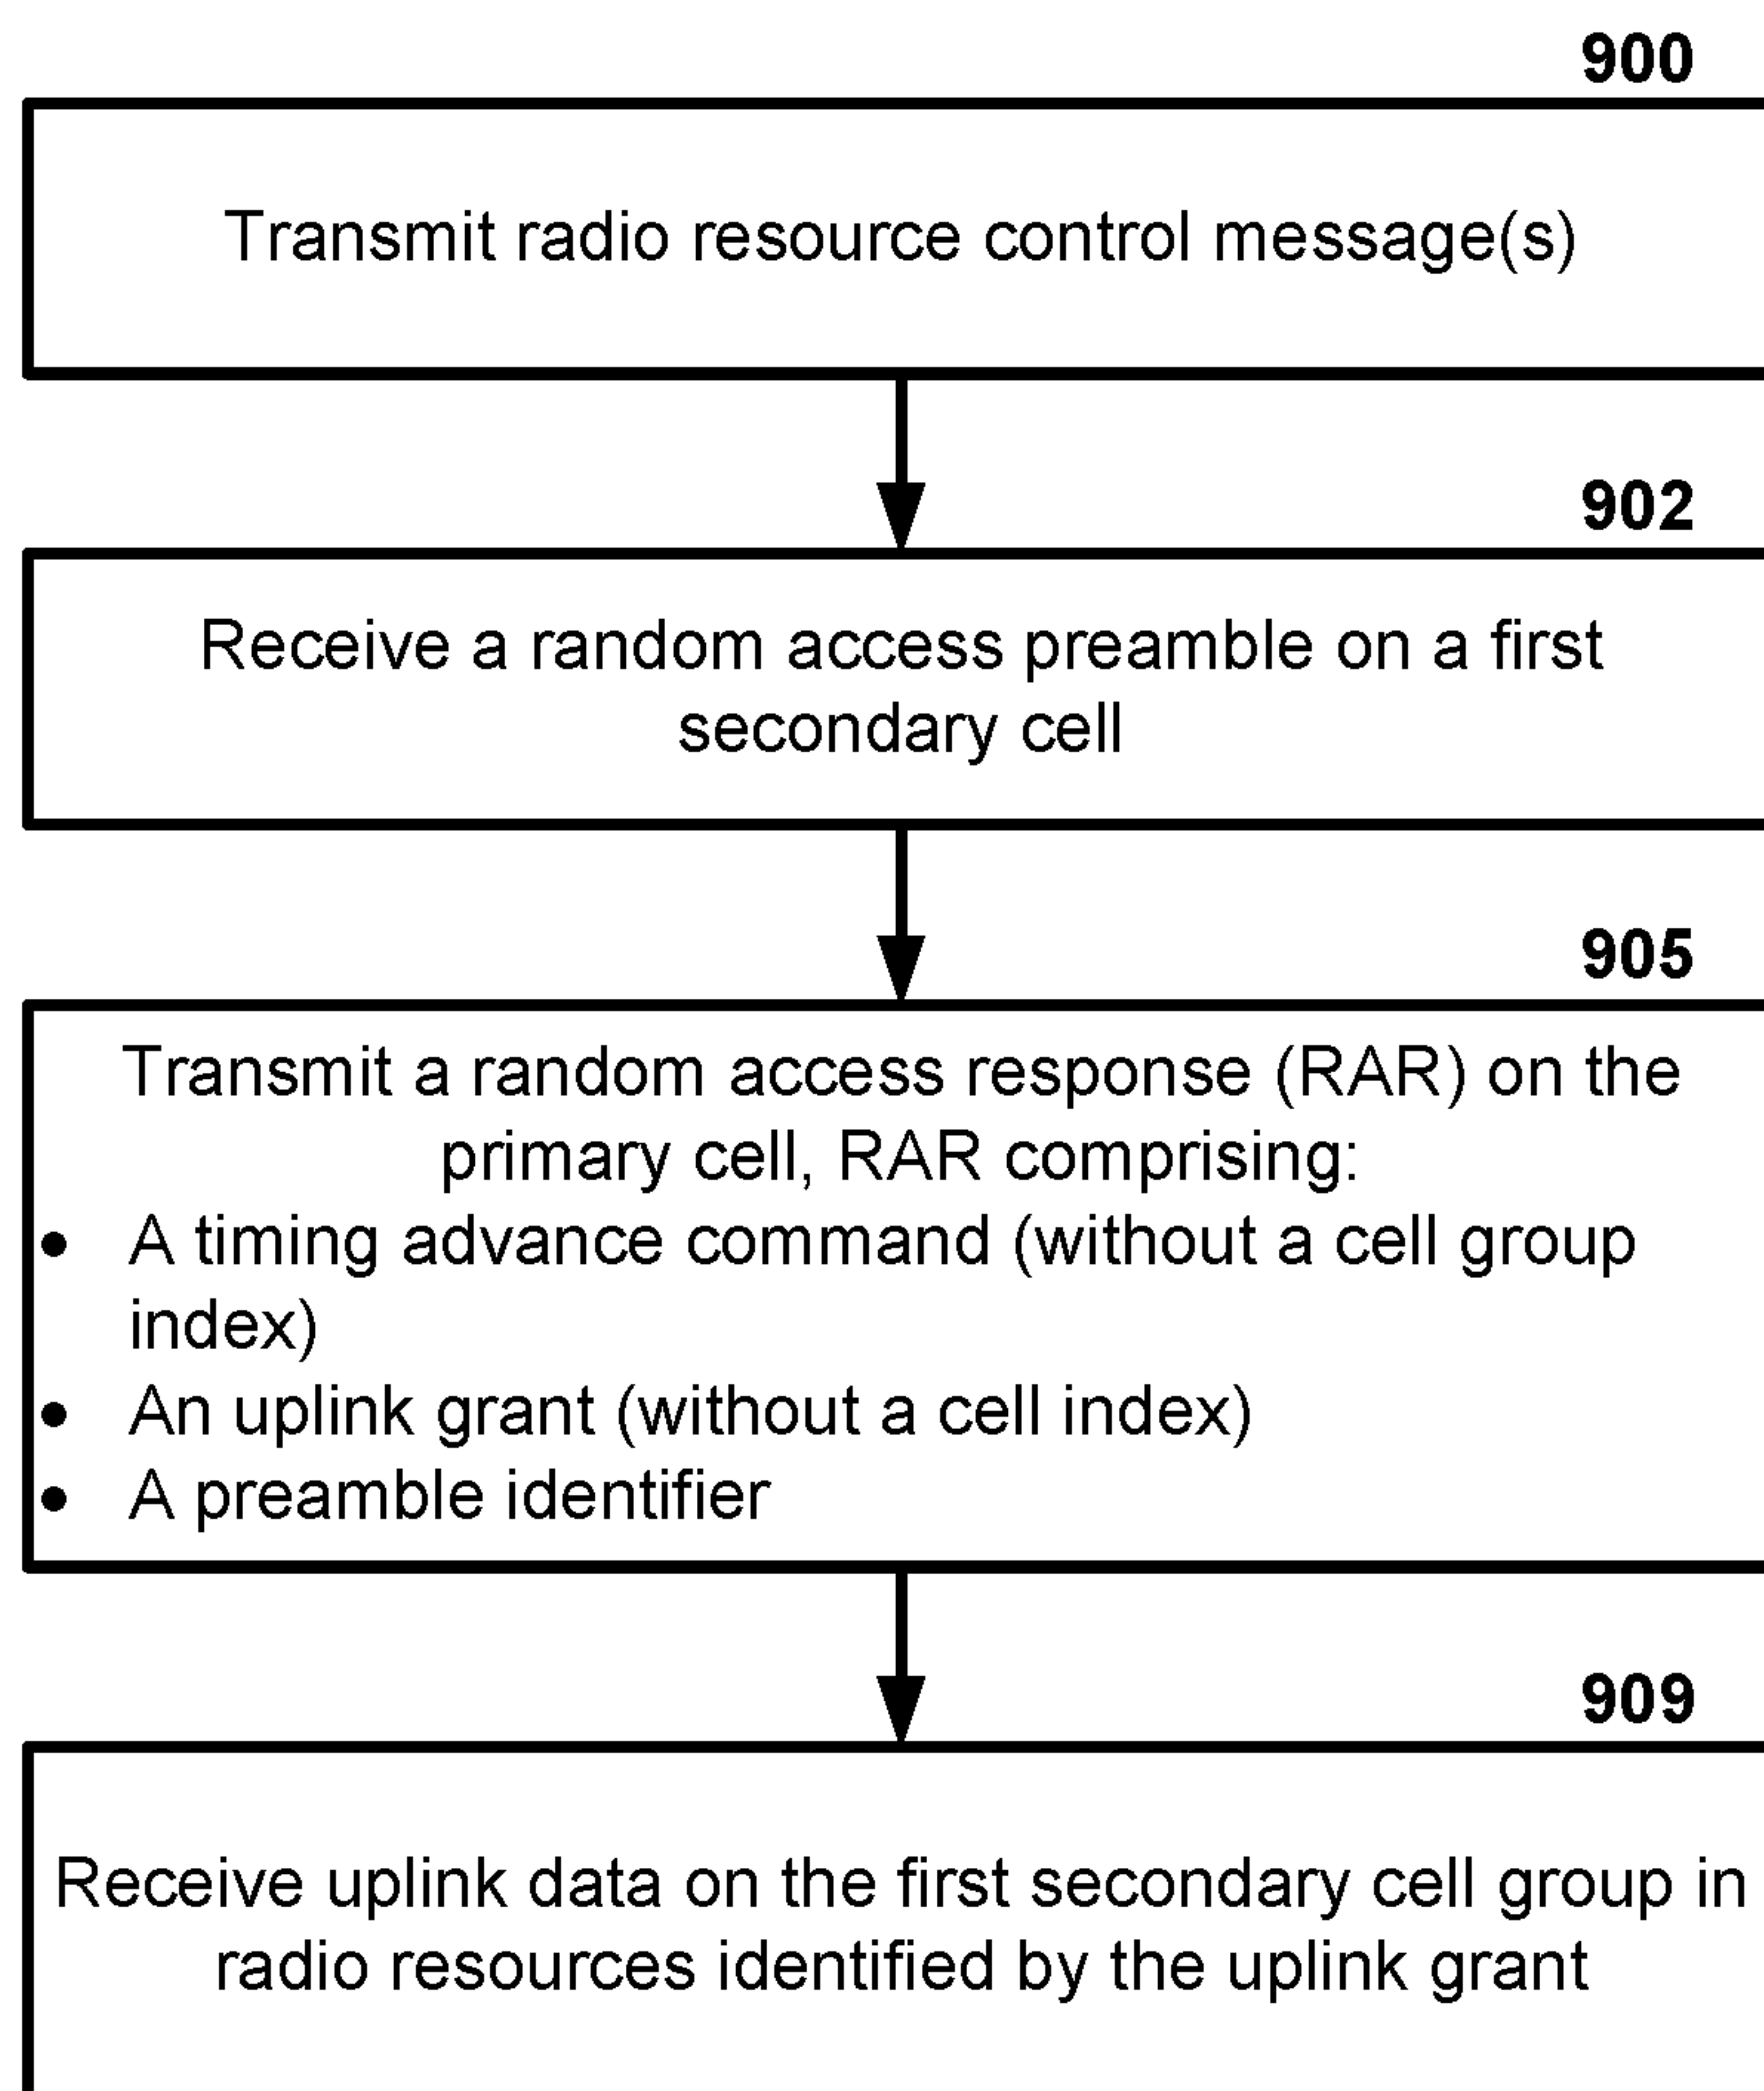 900
Transmit radio resource control message(s)
902
Receive a random access preamble on a first
secondary cell
905
Transmit a random access response (RAR) on the
primary cell, RAR comprising:
• A timing advance command (without a cell group
index)
• An uplink grant (without a cell index)
• A preamble identifier
909
Receive uplink data on the first secondary cell group in
radio resources identified by the uplink grant